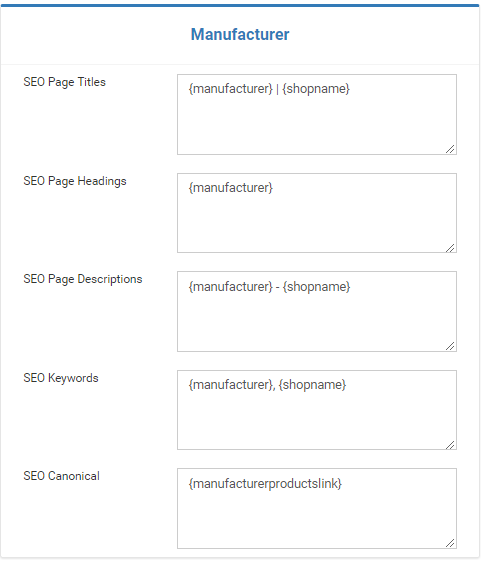 Manufacturer
SEO Page Titles
{manufacturer} | {shopname}
SEO Page Headings
{manufacturer}
SEO Page Descriptions
{manufacturer} - {shopname}
SEO Keywords
{manufacturer}, {shopname}
SEO Canonical
{manufacturerproductslink}